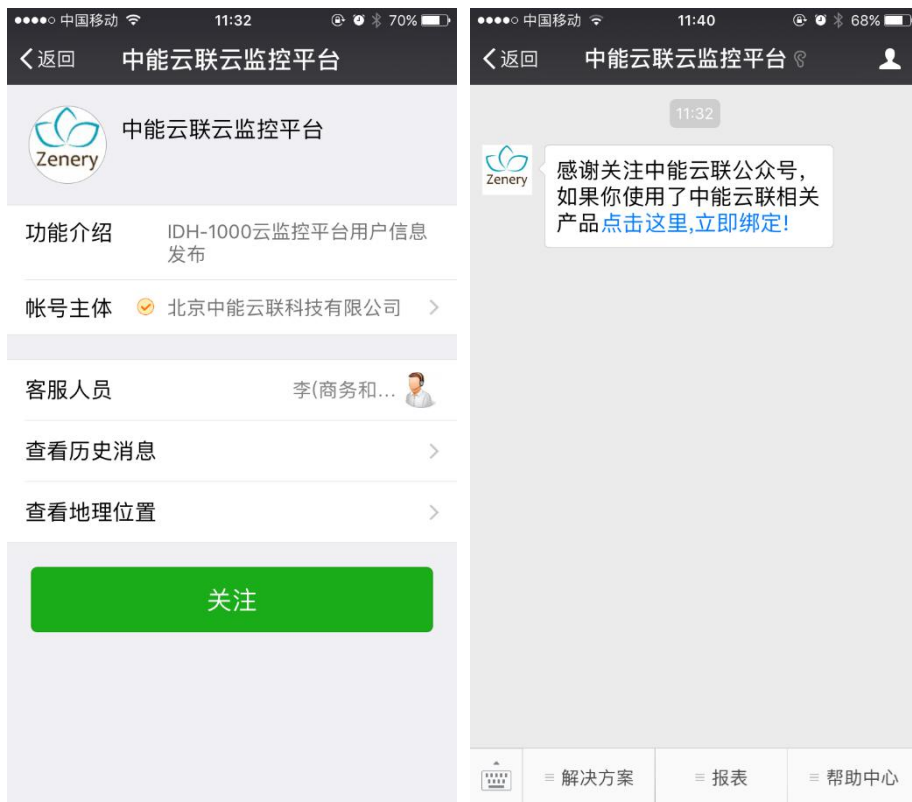 中国移动 11:32 70%
返回 中能云联云监控平台
Zenery
中能云联云监控平台
功能介绍 IDH-1000云监控平台用户信息
发布
帐号主体 北京中能云联科技有限公司
客服人员 李(商务和...
查看历史消息
查看地理位置
关注
中国移动 11:40 68%
返回 中能云联云监控平台
11:32
Zenery
感谢关注中能云联公众号，
如果你使用了中能云联相关
产品点击这里,立即绑定!
解决方案 报表 帮助中心